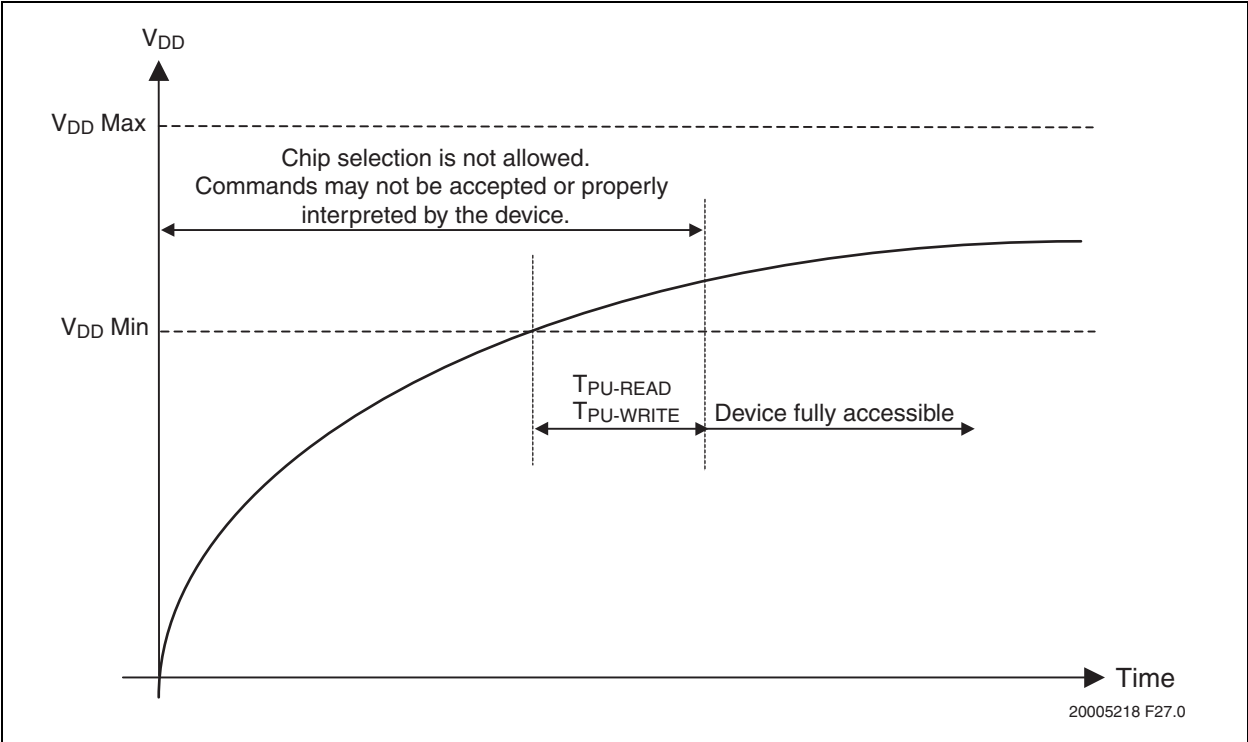 VDD
VDD Max
Chip selection is not allowed.
Commands may not be accepted or properly
interpreted by the device.
VDD Min
TPU-READ
TPU-WRITE
Device fully accessible
Time
20005218 F27.0